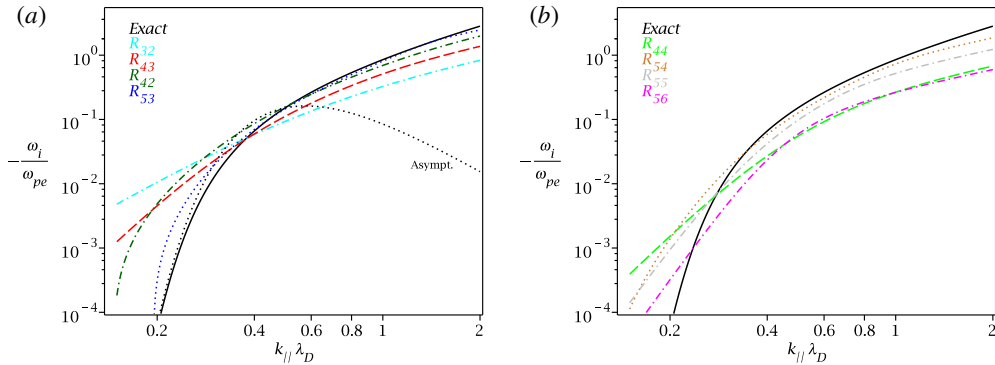 (a)
Exact
R32
R43
R42
R53
Asympt.
10^0
10^-1
10^-2
10^-3
10^-4
−ωi/ωpe
0.2 0.4 0.6 0.8 1 2
k// λD
(b)
Exact
R44
R54
R55
R56
10^0
10^-1
10^-2
10^-3
10^-4
−ωi/ωpe
0.2 0.4 0.6 0.8 1 2
k// λD